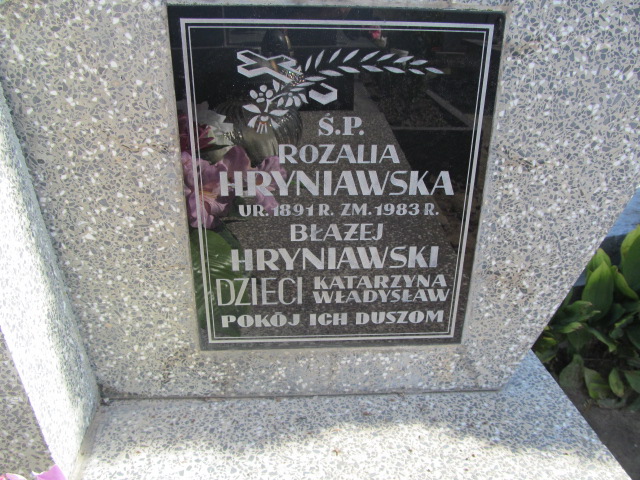 Ś.P.
ROZALIA
HRYNIAWSKA
UR. 1891 R. ZM. 1983 R.
BŁAŻEJ
HRYNIAWSKI
DZIECI KATARZYNA
WŁADYSŁAW
POKÓJ ICH DUSZOM